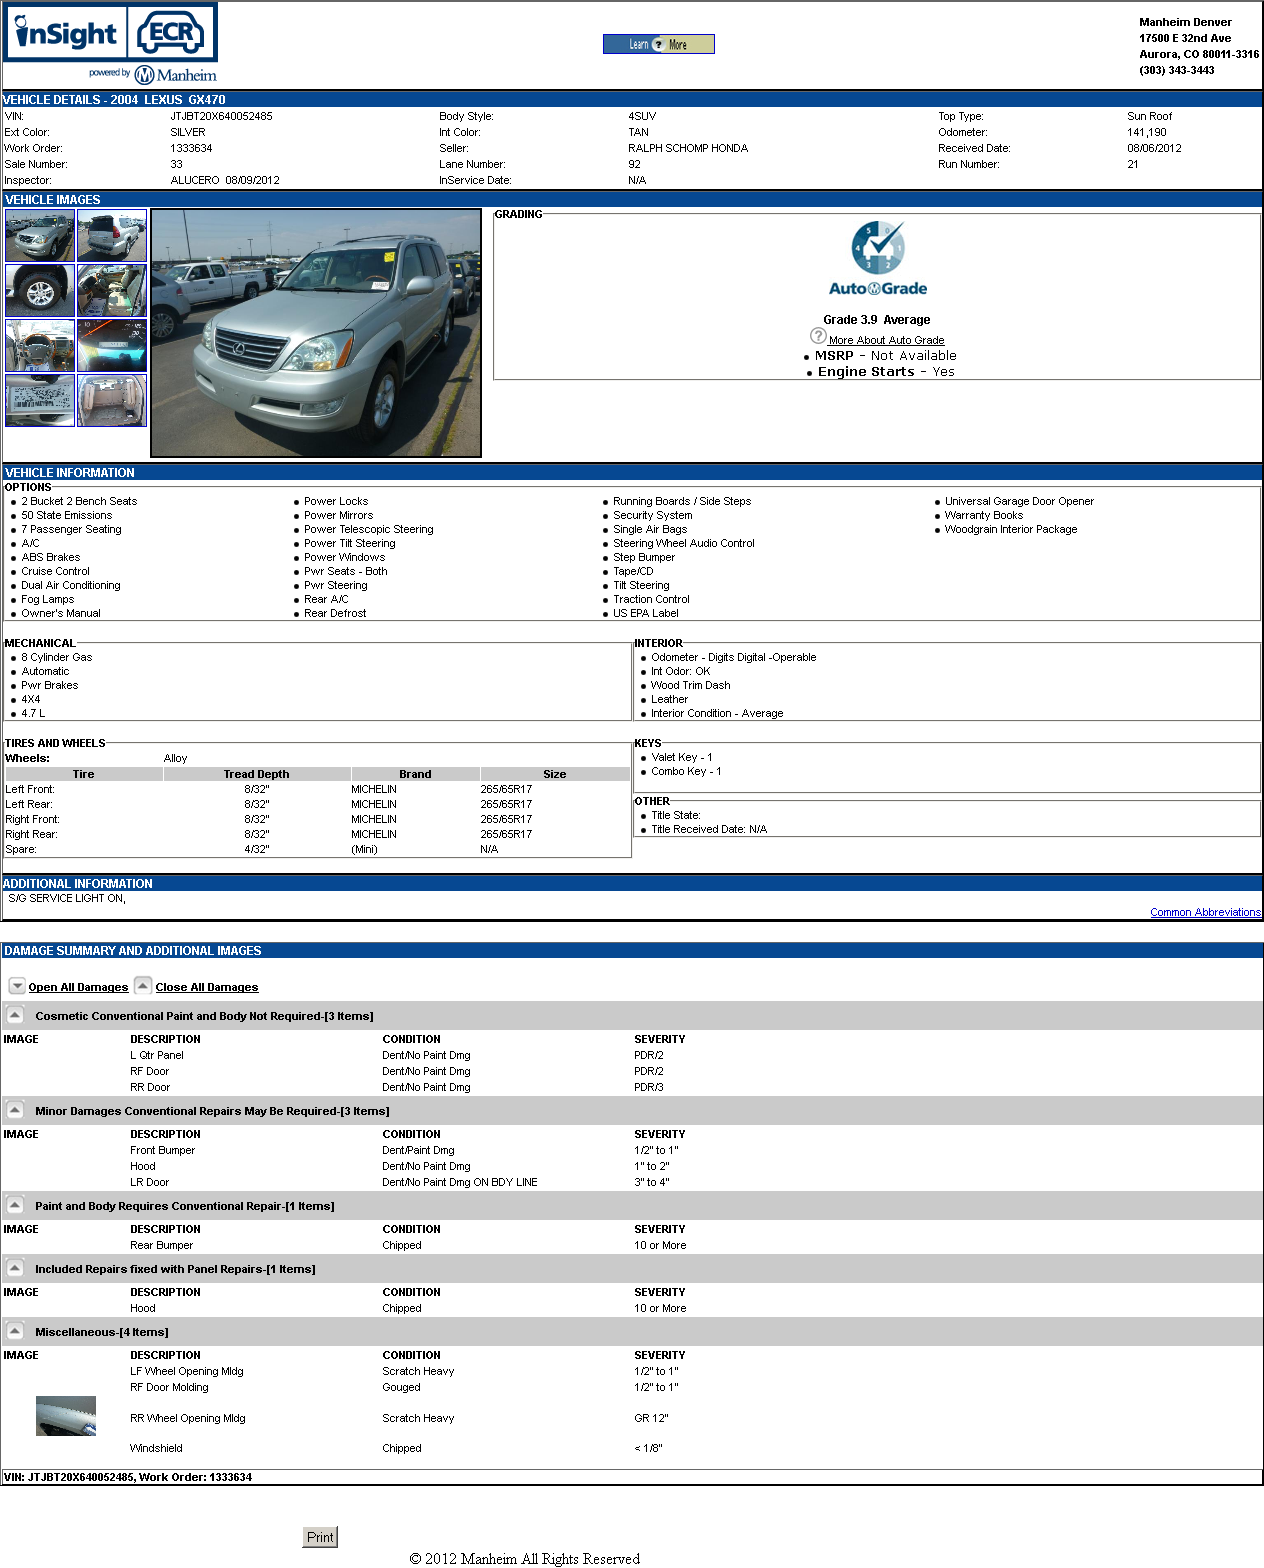 inSight ECR
powered by Manheim
Learn ? More
Manheim Denver
17500 E 32nd Ave
Aurora, CO 80011-3316
(303) 343-3443
VEHICLE DETAILS - 2004 LEXUS GX470
VIN: JTJBT20X640052485 Body Style: 4SUV Top Type: Sun Roof
Ext Color: SILVER Int Color: TAN Odometer: 141,190
Work Order: 1333634 Seller: RALPH SCHOMP HONDA Received Date: 08/06/2012
Sale Number: 33 Lane Number: 92 Run Number: 21
Inspector: ALUCERO 08/09/2012 InService Date: N/A
VEHICLE IMAGES
GRADING
5 0 4 1 3 2
Auto Grade
Grade 3.9 Average
? More About Auto Grade
• MSRP - Not Available
• Engine Starts - Yes
VEHICLE INFORMATION
OPTIONS
• 2 Bucket 2 Bench Seats • Power Locks • Running Boards / Side Steps • Universal Garage Door Opener
• 50 State Emissions • Power Mirrors • Security System • Warranty Books
• 7 Passenger Seating • Power Telescopic Steering • Single Air Bags • Woodgrain Interior Package
• A/C • Power Tilt Steering • Steering Wheel Audio Control
• ABS Brakes • Power Windows • Step Bumper
• Cruise Control • Pwr Seats - Both • Tape/CD
• Dual Air Conditioning • Pwr Steering • Tilt Steering
• Fog Lamps • Rear A/C • Traction Control
• Owner's Manual • Rear Defrost • US EPA Label
MECHANICAL
• 8 Cylinder Gas
• Automatic
• Pwr Brakes
• 4X4
• 4.7 L
INTERIOR
• Odometer - Digits Digital -Operable
• Int Odor: OK
• Wood Trim Dash
• Leather
• Interior Condition - Average
TIRES AND WHEELS
Wheels: Alloy
Tire Tread Depth Brand Size
Left Front: 8/32" MICHELIN 265/65R17
Left Rear: 8/32" MICHELIN 265/65R17
Right Front: 8/32" MICHELIN 265/65R17
Right Rear: 8/32" MICHELIN 265/65R17
Spare: 4/32" (Mini) N/A
KEYS
• Valet Key - 1
• Combo Key - 1
OTHER
• Title State:
• Title Received Date: N/A
ADDITIONAL INFORMATION
S/G SERVICE LIGHT ON,
Common Abbreviations
DAMAGE SUMMARY AND ADDITIONAL IMAGES
Open All Damages Close All Damages
Cosmetic Conventional Paint and Body Not Required-[3 Items]
IMAGE DESCRIPTION CONDITION SEVERITY
L Qtr Panel Dent/No Paint Dmg PDR/2
RF Door Dent/No Paint Dmg PDR/2
RR Door Dent/No Paint Dmg PDR/3
Minor Damages Conventional Repairs May Be Required-[3 Items]
IMAGE DESCRIPTION CONDITION SEVERITY
Front Bumper Dent/Paint Dmg 1/2" to 1"
Hood Dent/No Paint Dmg 1" to 2"
LR Door Dent/No Paint Dmg ON BDY LINE 3" to 4"
Paint and Body Requires Conventional Repair-[1 Items]
IMAGE DESCRIPTION CONDITION SEVERITY
Rear Bumper Chipped 10 or More
Included Repairs fixed with Panel Repairs-[1 Items]
IMAGE DESCRIPTION CONDITION SEVERITY
Hood Chipped 10 or More
Miscellaneous-[4 Items]
IMAGE DESCRIPTION CONDITION SEVERITY
LF Wheel Opening Mldg Scratch Heavy 1/2" to 1"
RF Door Molding Gouged 1/2" to 1"
RR Wheel Opening Mldg Scratch Heavy GR 12"
Windshield Chipped < 1/8"
VIN: JTJBT20X640052485, Work Order: 1333634
Print
© 2012 Manheim All Rights Reserved